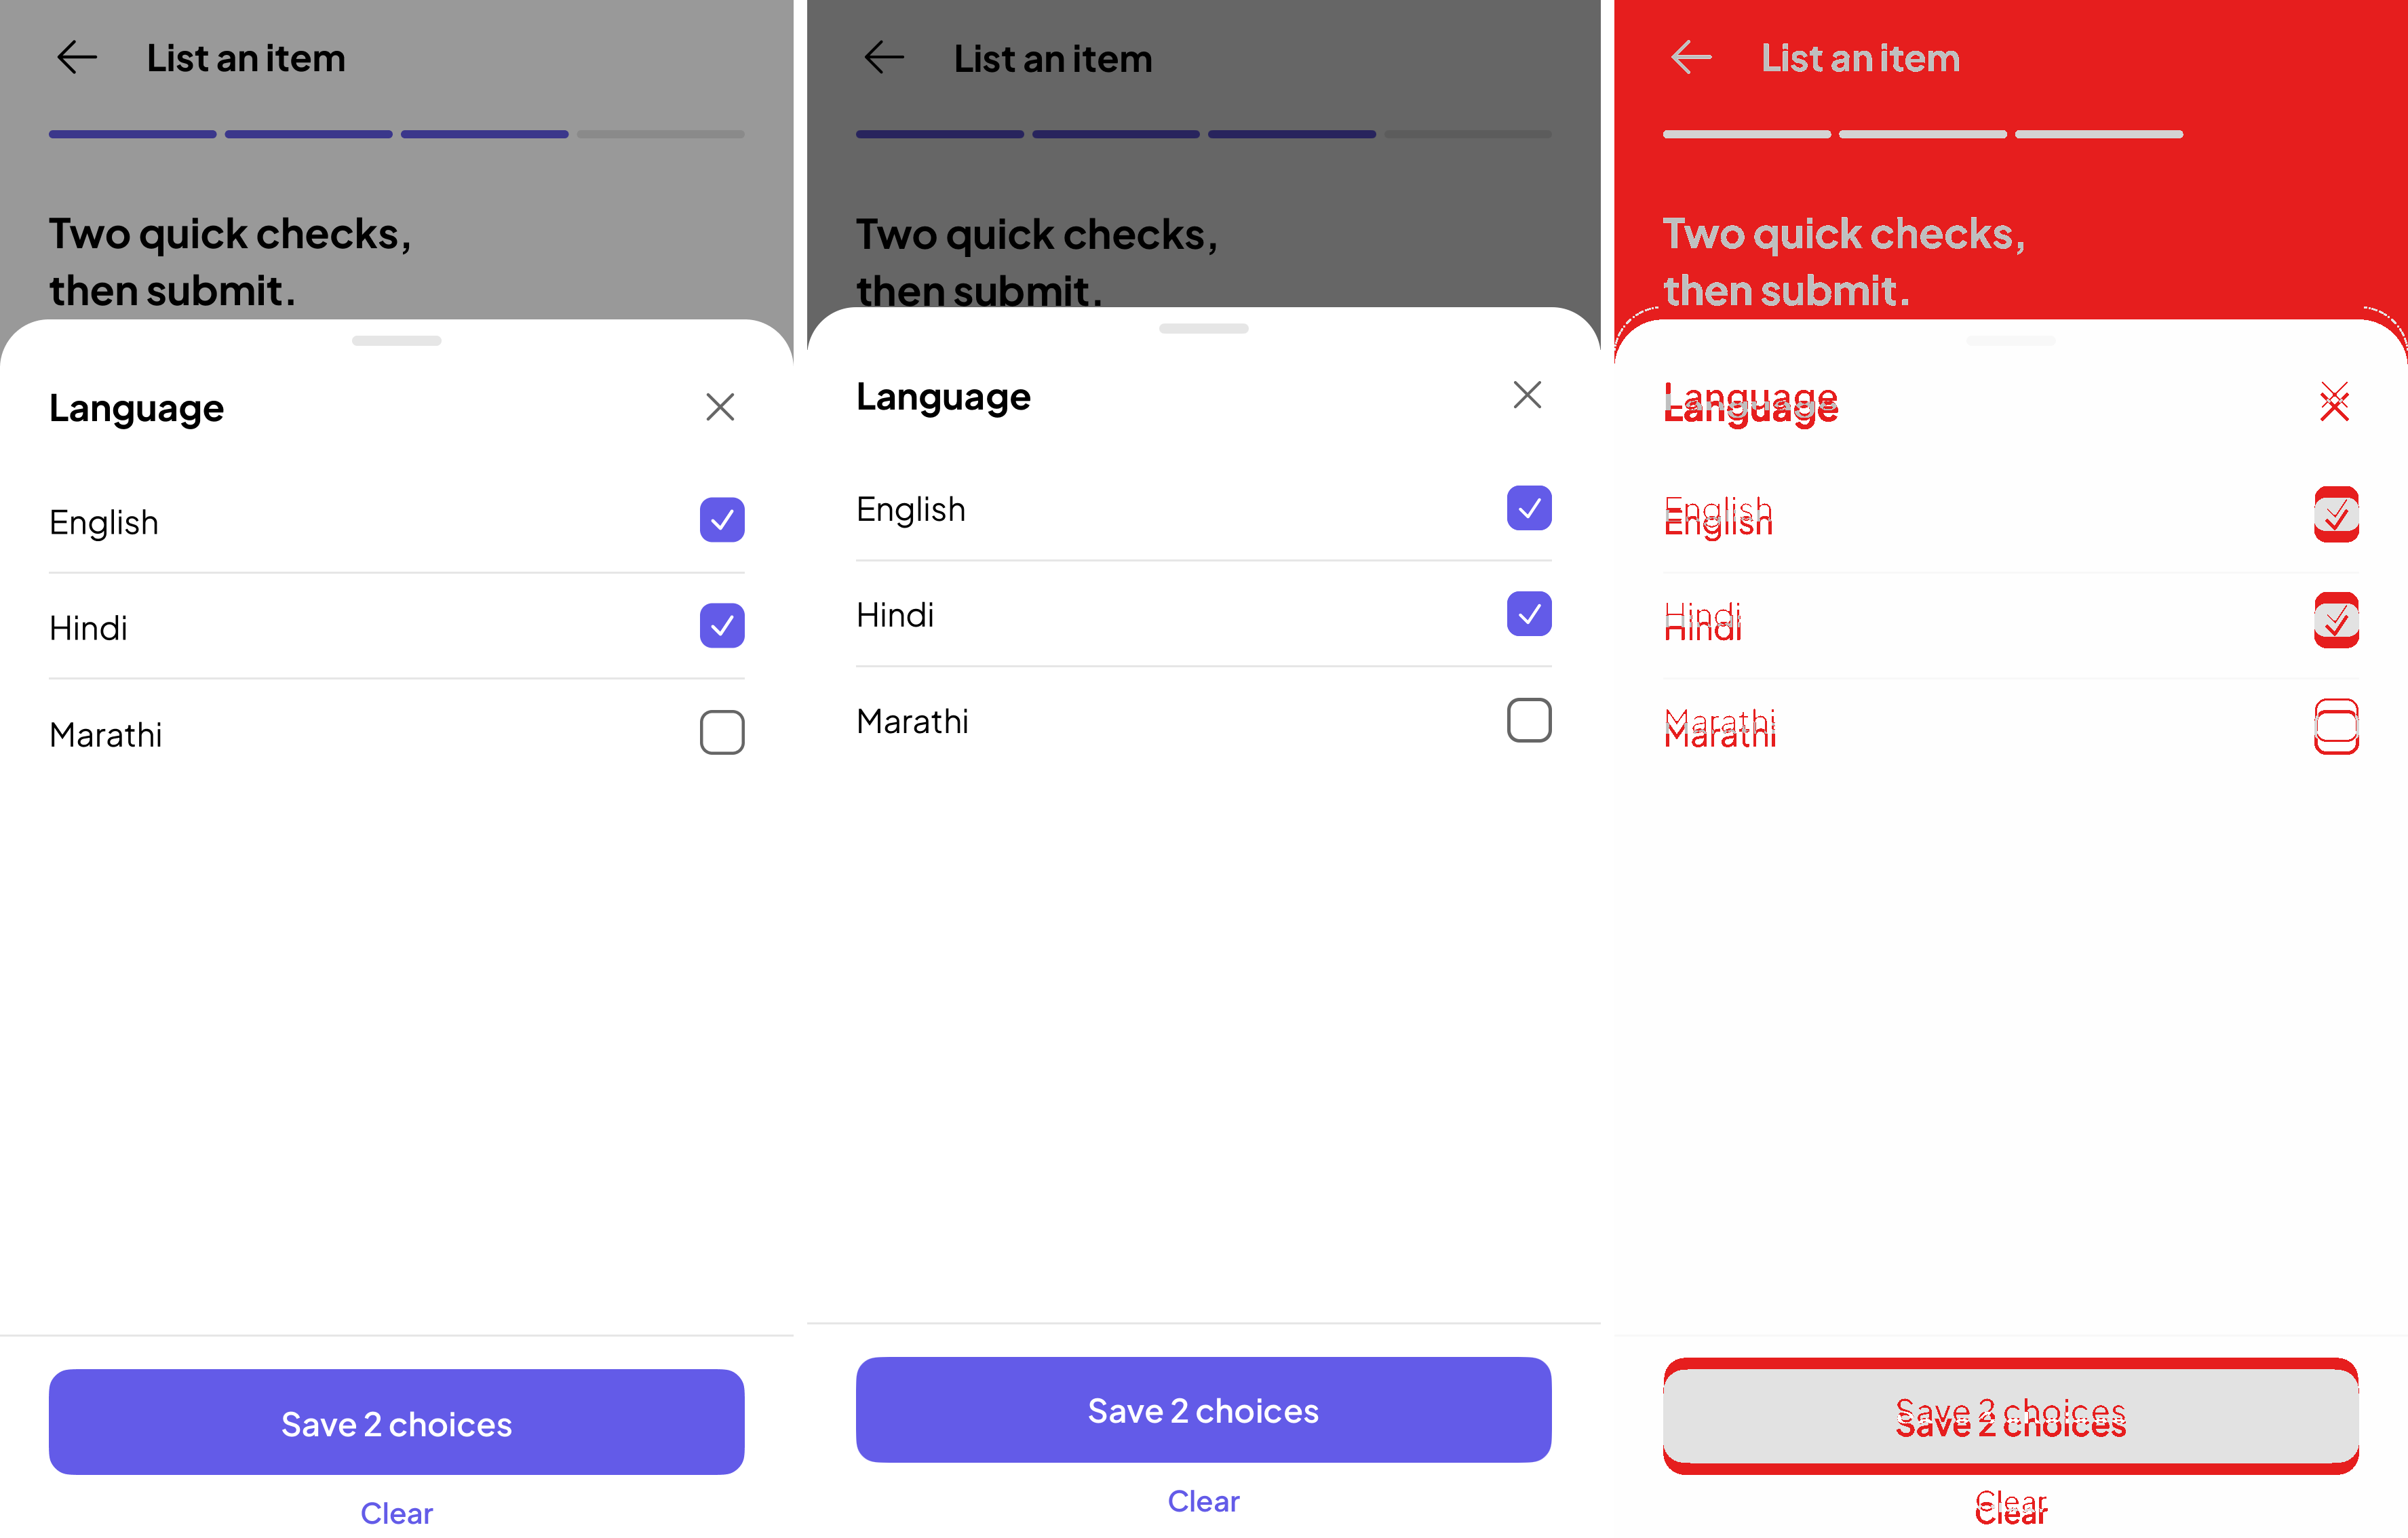 List an item
Two quick checks,
then submit.
Language
English
Hindi
Marathi
Save 2 choices
Clear
List an item
Two quick checks,
then submit.
Language
English
Hindi
Marathi
Save 2 choices
Clear
List an item
Two quick checks,
then submit.
Language
English
Hindi
Marathi
Save 2 choices
Clear